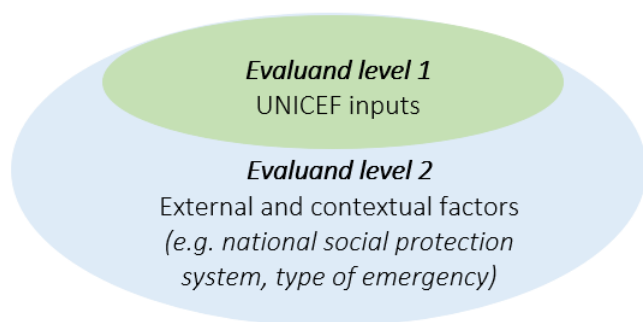 Evaluand level 1
UNICEF inputs
Evaluand level 2
External and contextual factors
(e.g. national social protection
system, type of emergency)